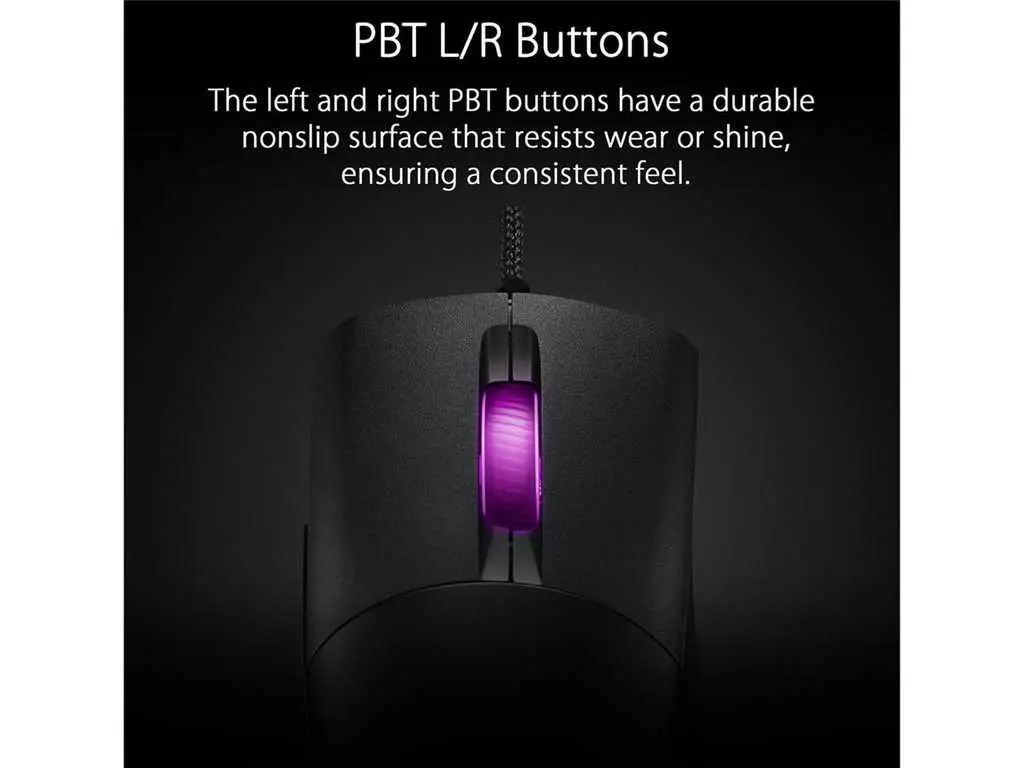 PBT L/R Buttons
The left and right PBT buttons have a durable
nonslip surface that resists wear or shine,
ensuring a consistent feel.